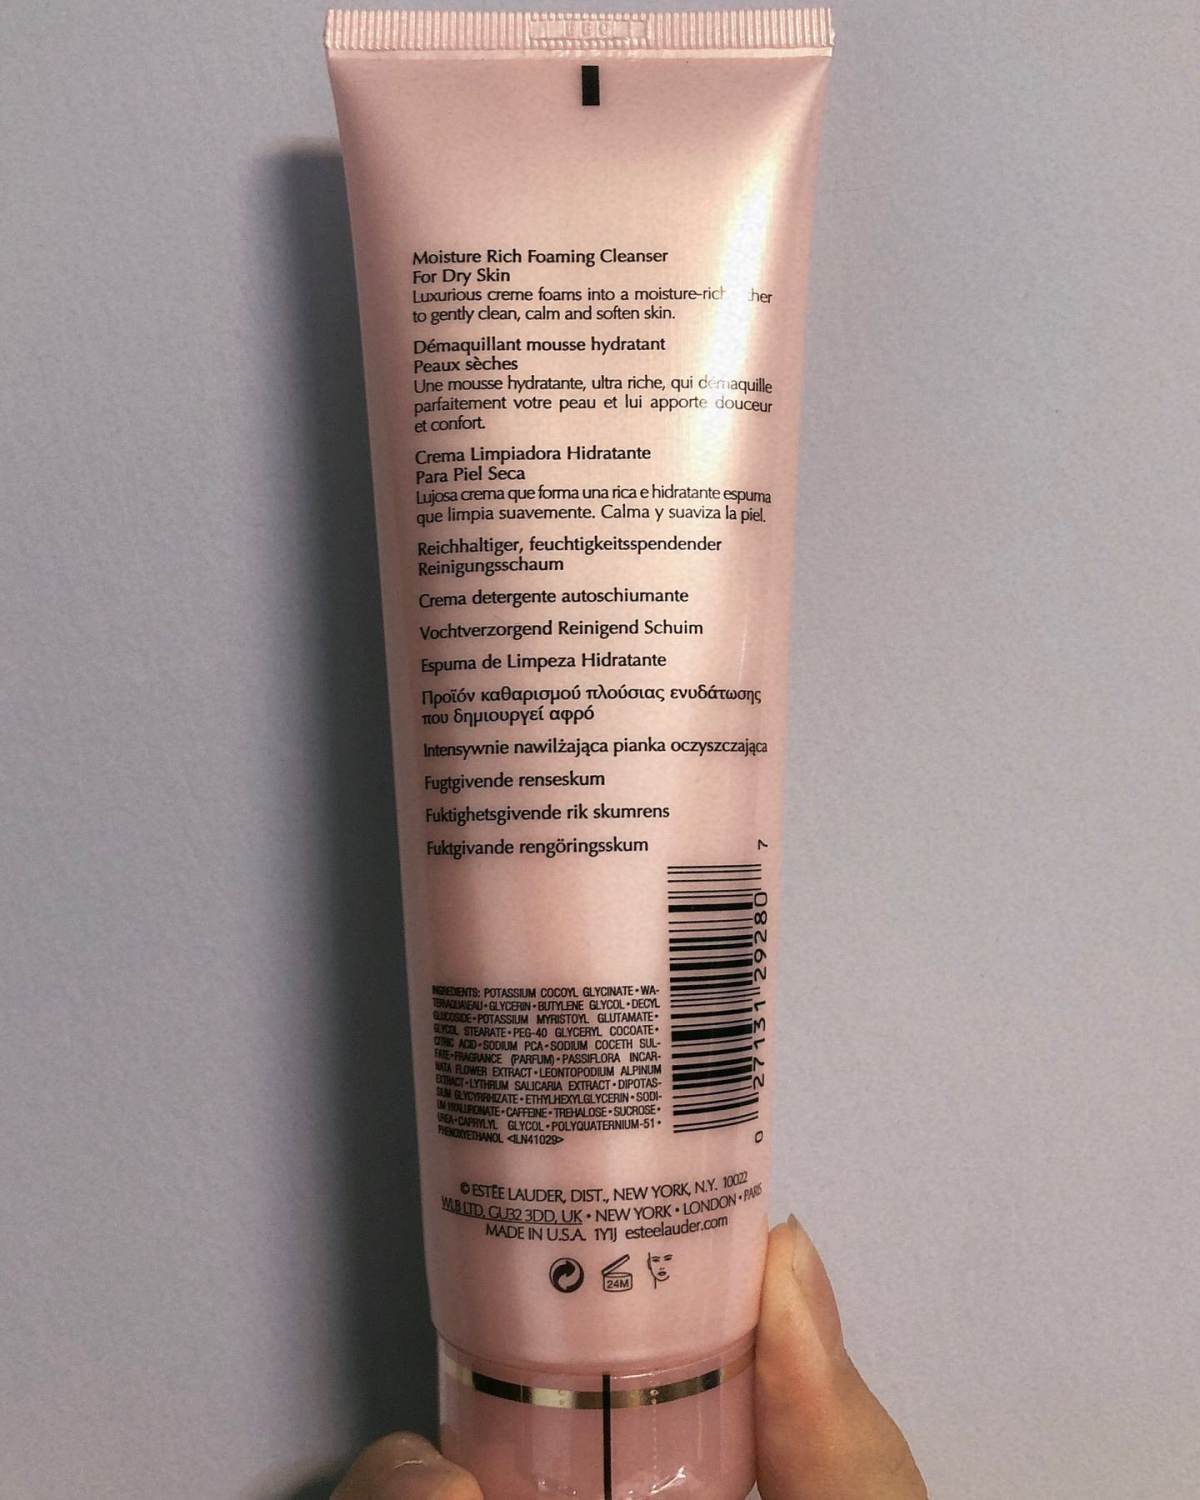 Moisture Rich Foaming Cleanser
For Dry Skin
Luxurious creme foams into a moisture-rich
to gently clean, calm and soften skin.
Démaquillant mousse hydratant
Peaux sèches
Une mousse hydratante, ultra riche, qui démaquille
parfaitement votre peau et lui apporte douceur
et confort.
Crema Limpiadora Hidratante
Para Piel Seca
Lujosa crema que forma una rica e hidratante espuma
que limpia suavemente. Calma y suaviza la piel.
Reichhaltiger, feuchtigkeitsspendender
Reinigungsschaum
Crema detergente autoschiumante
Vochtverzorgend Reinigend Schuim
Espuma de Limpeza Hidratante
Προϊόν καθαρισμού πλούσιας ενυδάτωσης
που δημιουργεί αφρό
Intensywnie nawilżająca pianka oczyszczająca
Fugtgivende renseskum
Fuktighetsgivende rik skumrens
Fuktgivande rengöringsskum
0 27131 29280 7
INGREDIENTS: POTASSIUM COCOYL GLYCINATE • WA-
TER\AQUA\EAU • GLYCERIN • BUTYLENE GLYCOL • DECYL
GLUCOSIDE • POTASSIUM MYRISTOYL GLUTAMATE •
GLYCOL STEARATE • PEG-40 GLYCERYL COCOATE •
CITRIC ACID • SODIUM PCA • SODIUM COCETH SUL-
FATE • FRAGRANCE (PARFUM) • PASSIFLORA INCAR-
NATA FLOWER EXTRACT • LEONTOPODIUM ALPINUM
EXTRACT • LYTHRUM SALICARIA EXTRACT • DIPOTAS-
SIUM GLYCYRRHIZATE • ETHYLHEXYLGLYCERIN • SODI-
UM HYALURONATE • CAFFEINE • TREHALOSE • SUCROSE •
UREA • CAPRYLYL GLYCOL • POLYQUATERNIUM-51 •
PHENOXYETHANOL <ILN41029>
© ESTĒE LAUDER, DIST., NEW YORK, N.Y. 10022
WLB LTD, GU32 3DD, UK • NEW YORK • LONDON • PARIS
MADE IN U.S.A. 1Y1J esteelauder.com
24M